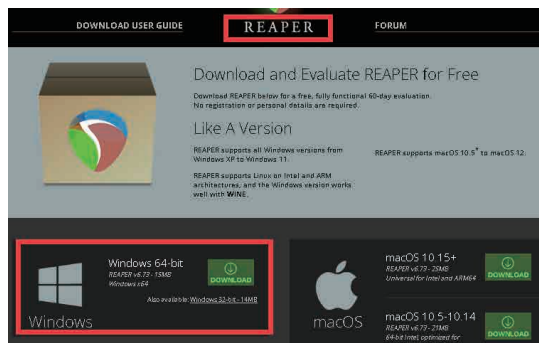 DOWNLOAD USER GUIDE
REAPER
FORUM
Download and Evaluate REAPER for Free
Download REAPER below for a free, fully functional 60-day evaluation.
No registration or personal details are required.
Like A Version
REAPER supports all Windows versions from
Windows XP to Windows 11.
REAPER supports macOS 10.5* to macOS 12.
REAPER supports Linux on Intel and ARM
architectures, and the Windows version works
well with WINE.
Windows 64-bit
REAPER v6.73 - 15MB
Windows x64
DOWNLOAD
Also available: Windows 32-bit - 14MB
Windows
macOS 10.15+
REAPER v6.73 - 25MB
Universal for Intel and ARM64
DOWNLOAD
macOS
macOS 10.5-10.14
REAPER v6.73 - 21MB
64-bit Intel, optimized for
DOWNLOAD